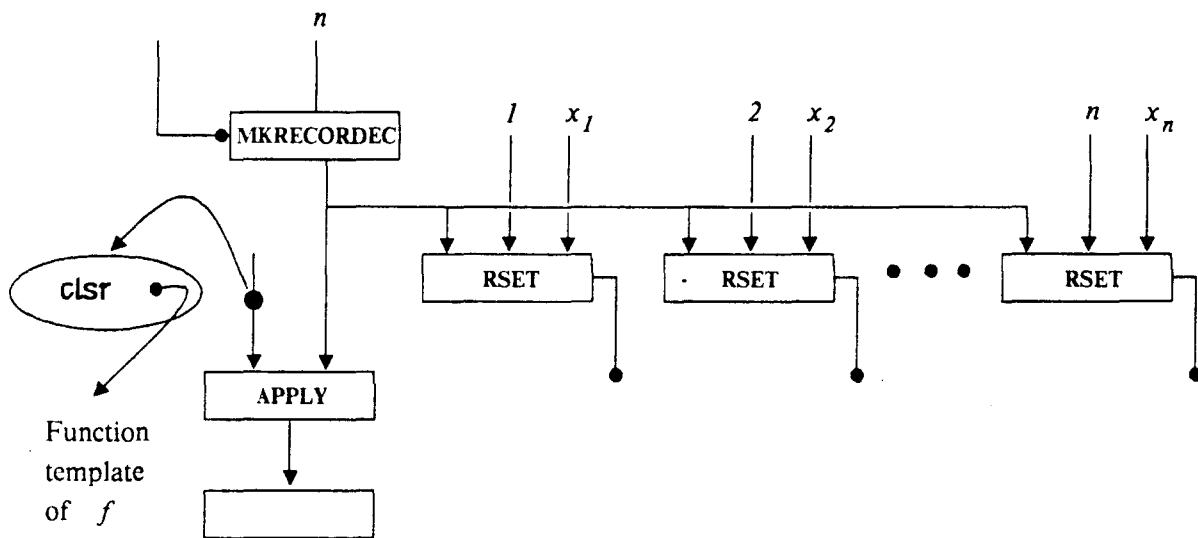 n
MKRECORDEC
1 x1
2 x2
n xn
clsr
RSET
RSET
RSET
APPLY
Function
template
of f